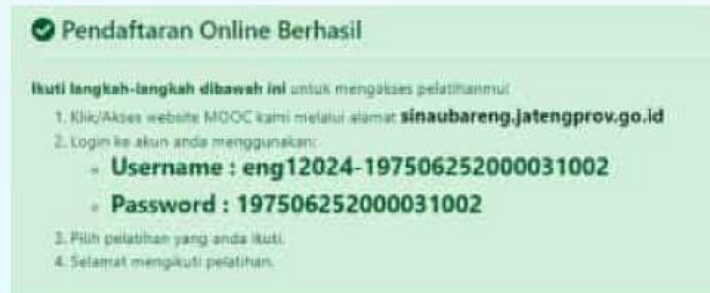 Pendaftaran Online Berhasil
Ikuti langkah-langkah dibawah ini untuk mengakses pelatihanmu!
1. Klik/Akses website MOOC kami melalui alamat sinaubareng.jatengprov.go.id
2. Login ke akun anda menggunakan:
Username : eng12024-197506252000031002
Password : 197506252000031002
3. Pilih pelatihan yang anda ikuti.
4. Selamat mengikuti pelatihan.